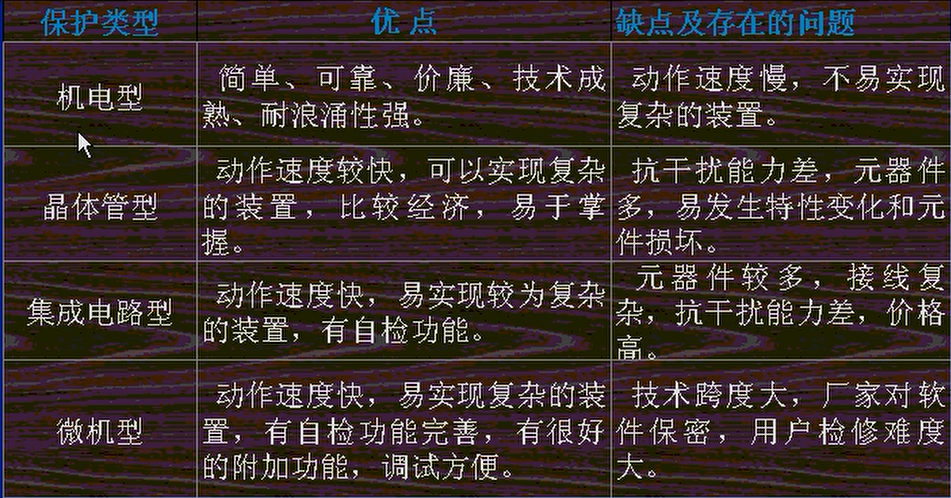 保护类型 优 点 缺点及存在的问题
机电型
简单、可靠、价廉、技术成
熟、耐浪涌性强。
动作速度慢，不易实现
复杂的装置。
晶体管型
动作速度较快，可以实现复杂
的装置，比较经济，易于掌
握。
抗干扰能力差，元器件
多，易发生特性变化和元
件损坏。
集成电路型
动作速度快，易实现较为复杂
的装置，有自检功能。
元器件较多，接线复
杂，抗干扰能力差，价格
高。
微机型
动作速度快，易实现复杂的装
置，有自检功能完善，有很好
的附加功能，调试方便。
技术跨度大，厂家对软
件保密，用户检修难度
大。